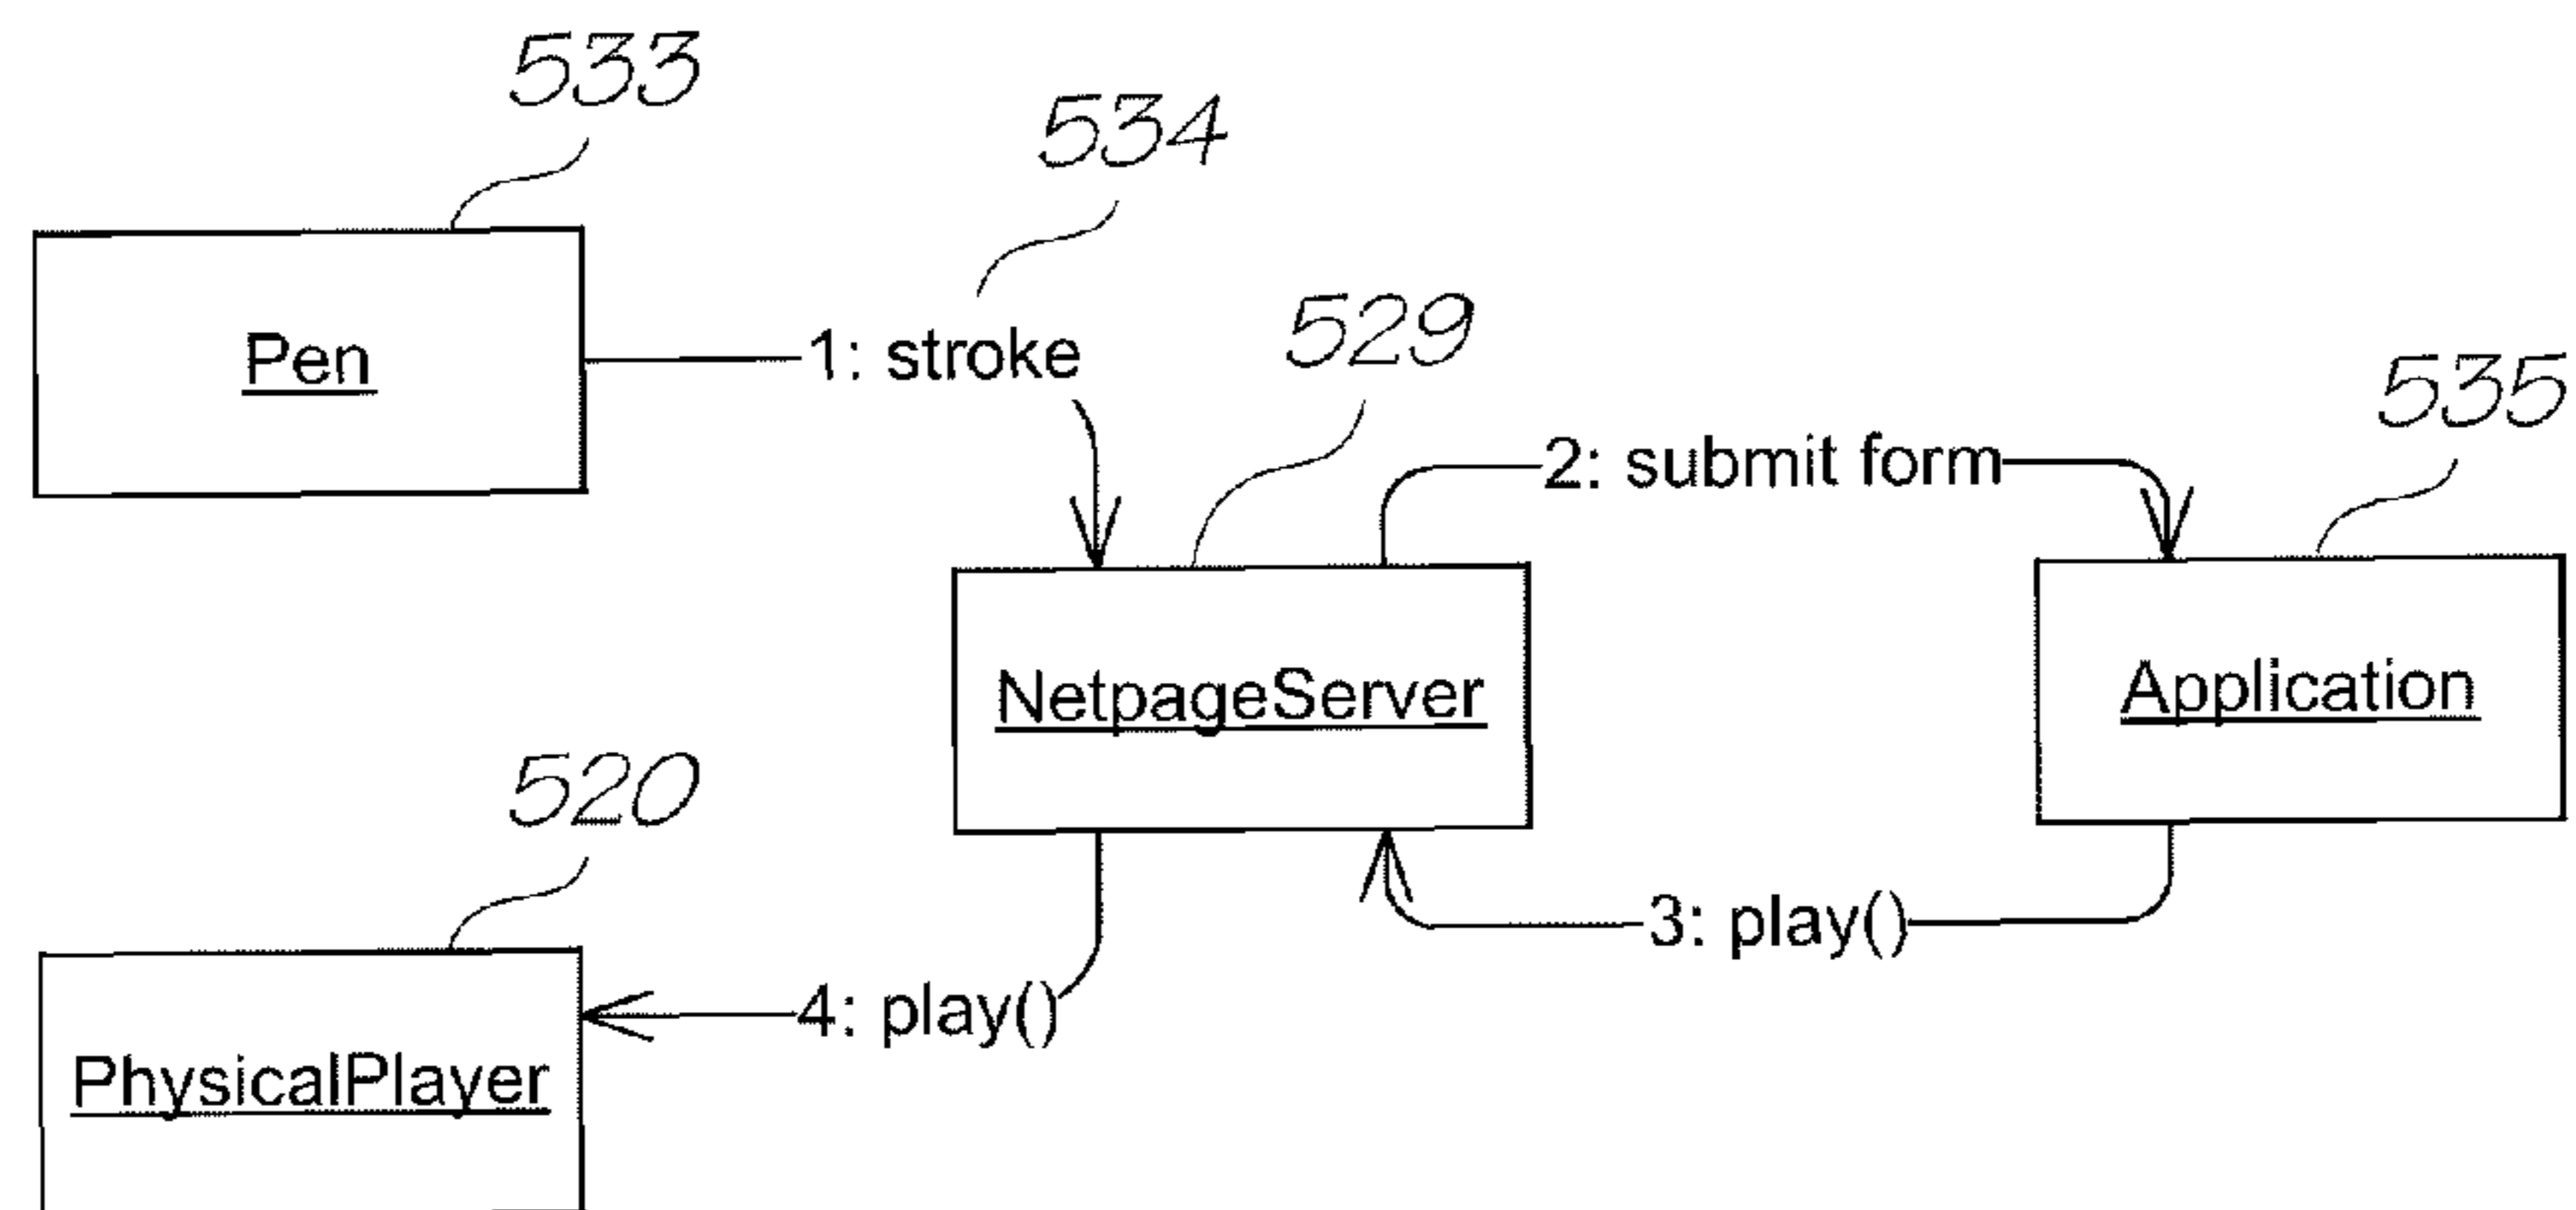 533
534
Pen
1: stroke
529
2: submit form
535
NetpageServer
Application
520
3: play()
4: play()
PhysicalPlayer